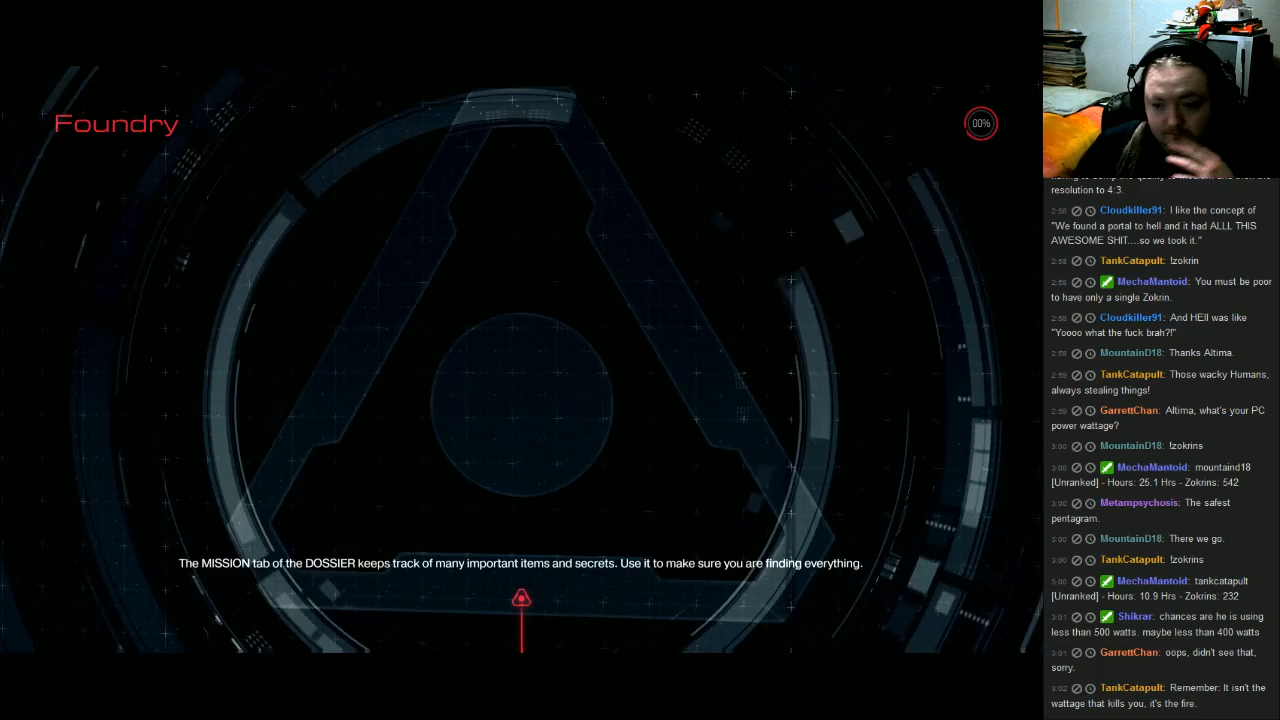 Foundry
00%
The MISSION tab of the DOSSIER keeps track of many important items and secrets. Use it to make sure you are finding everything.
resolution to 4:3.
2:58 Cloudkiller91: I like the concept of
"We found a portal to hell and it had ALLL THIS
AWESOME SHIT....so we took it."
2:58 TankCatapult: !zokrin
2:58 MechaMantoid: You must be poor
to have only a single Zokrin.
2:58 Cloudkiller91: And HEll was like
"Yoooo what the fuck brah?!"
2:58 MountainD18: Thanks Altima.
2:59 TankCatapult: Those wacky Humans,
always stealing things!
2:59 GarrettChan: Altima, what's your PC
power wattage?
3:00 MountainD18: !zokrins
3:00 MechaMantoid: mountaind18
[Unranked] - Hours: 25.1 Hrs - Zokrins: 542
3:00 Metampsychosis: The safest
pentagram.
3:00 MountainD18: There we go.
3:00 TankCatapult: !zokrins
3:00 MechaMantoid: tankcatapult
[Unranked] - Hours: 10.9 Hrs - Zokrins: 232
3:01 Shikrar: chances are he is using
less than 500 watts. maybe less than 400 watts
3:01 GarrettChan: oops, didn't see that,
sorry.
3:02 TankCatapult: Remember: It isn't the
wattage that kills you, it's the fire.